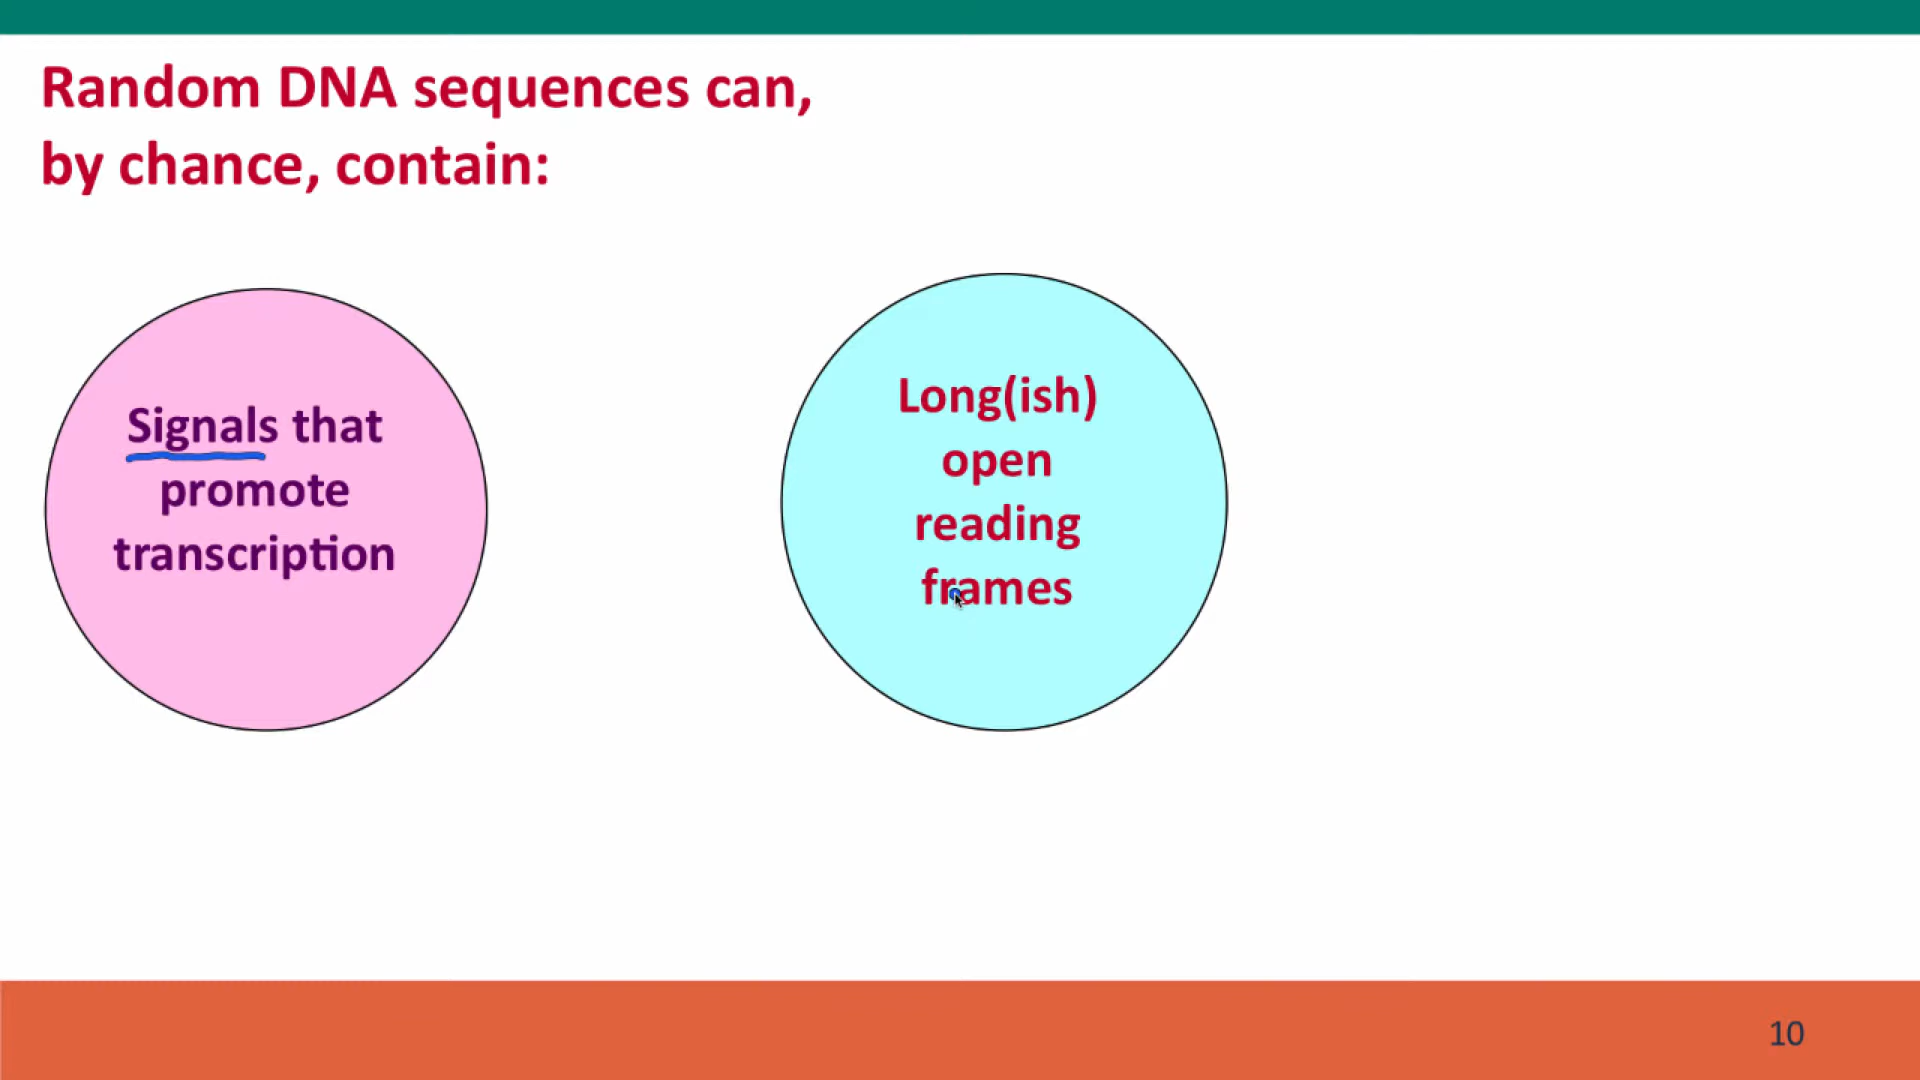 Random DNA sequences can,
by chance, contain:
Signals that
promote
transcription
Long(ish)
open
reading
frames
10